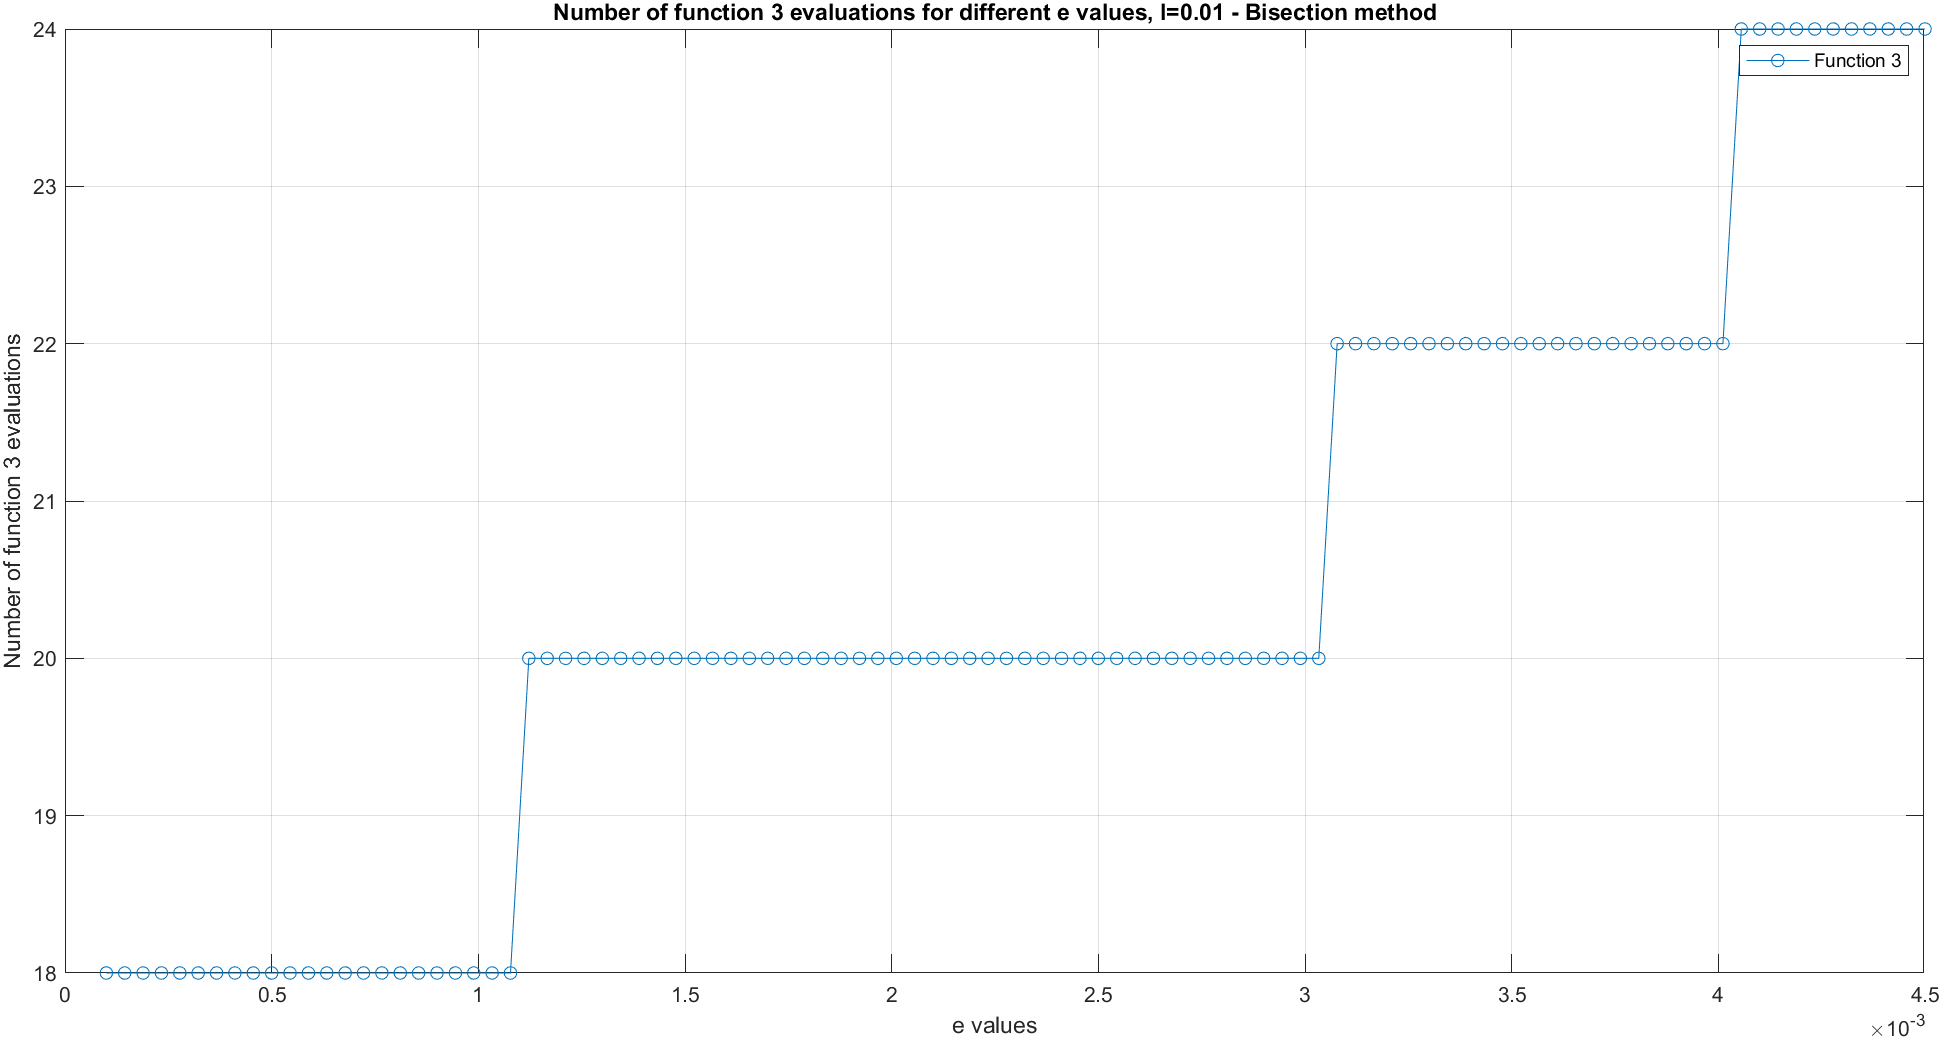 Number of function 3 evaluations for different e values, l=0.01 - Bisection method
Function 3
Number of function 3 evaluations
24
23
22
21
20
19
18
0 0.5 1 1.5 2 2.5 3 3.5 4 4.5
e values
×10⁻³